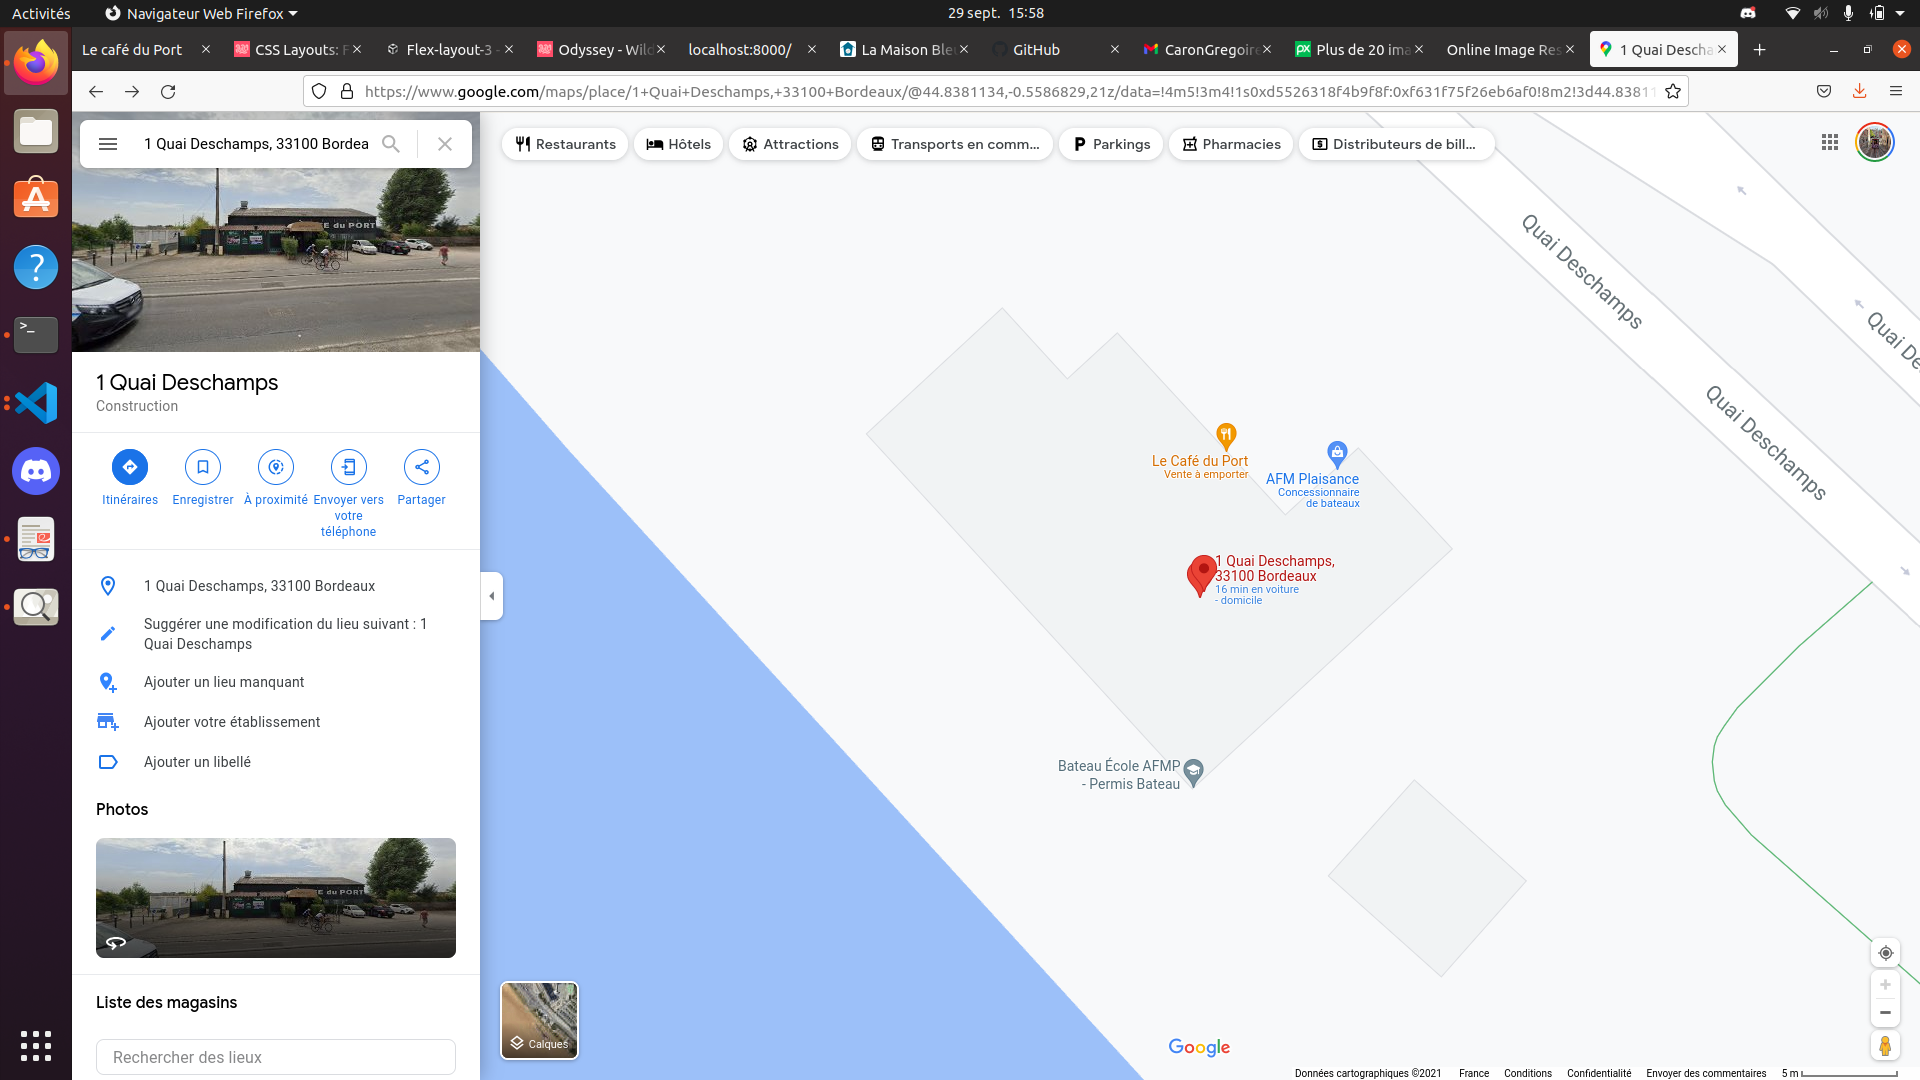 Activités
Navigateur Web Firefox
29 sept. 15:58
Le café du Port
CSS Layouts: F
Flex-layout-3 -
Odyssey - Wild
localhost:8000/
La Maison Bleu
GitHub
CaronGregoire
Plus de 20 ima
Online Image Res
1 Quai Descha
https://www.google.com/maps/place/1+Quai+Deschamps,+33100+Bordeaux/@44.8381134,-0.5586829,21z/data=!4m5!3m4!1s0xd5526318f4b9f8f:0xf631f75f26eb6af0!8m2!3d44.8381
1 Quai Deschamps, 33100 Bordea
Restaurants
Hôtels
Attractions
Transports en comm...
Parkings
Pharmacies
Distributeurs de bill...
E du PORT
1 Quai Deschamps
Construction
Itinéraires
Enregistrer
À proximité
Envoyer vers
votre
téléphone
Partager
1 Quai Deschamps, 33100 Bordeaux
Suggérer une modification du lieu suivant : 1
Quai Deschamps
Ajouter un lieu manquant
Ajouter votre établissement
Ajouter un libellé
Photos
E du PORT
Liste des magasins
Rechercher des lieux
Quai Deschamps
Quai De
Quai Deschamps
Le Café du Port
Vente à emporter
AFM Plaisance
Concessionnaire
de bateaux
1 Quai Deschamps,
33100 Bordeaux
16 min en voiture
- domicile
Bateau École AFMP
- Permis Bateau
Calques
Google
Données cartographiques ©2021
France
Conditions
Confidentialité
Envoyer des commentaires
5 m